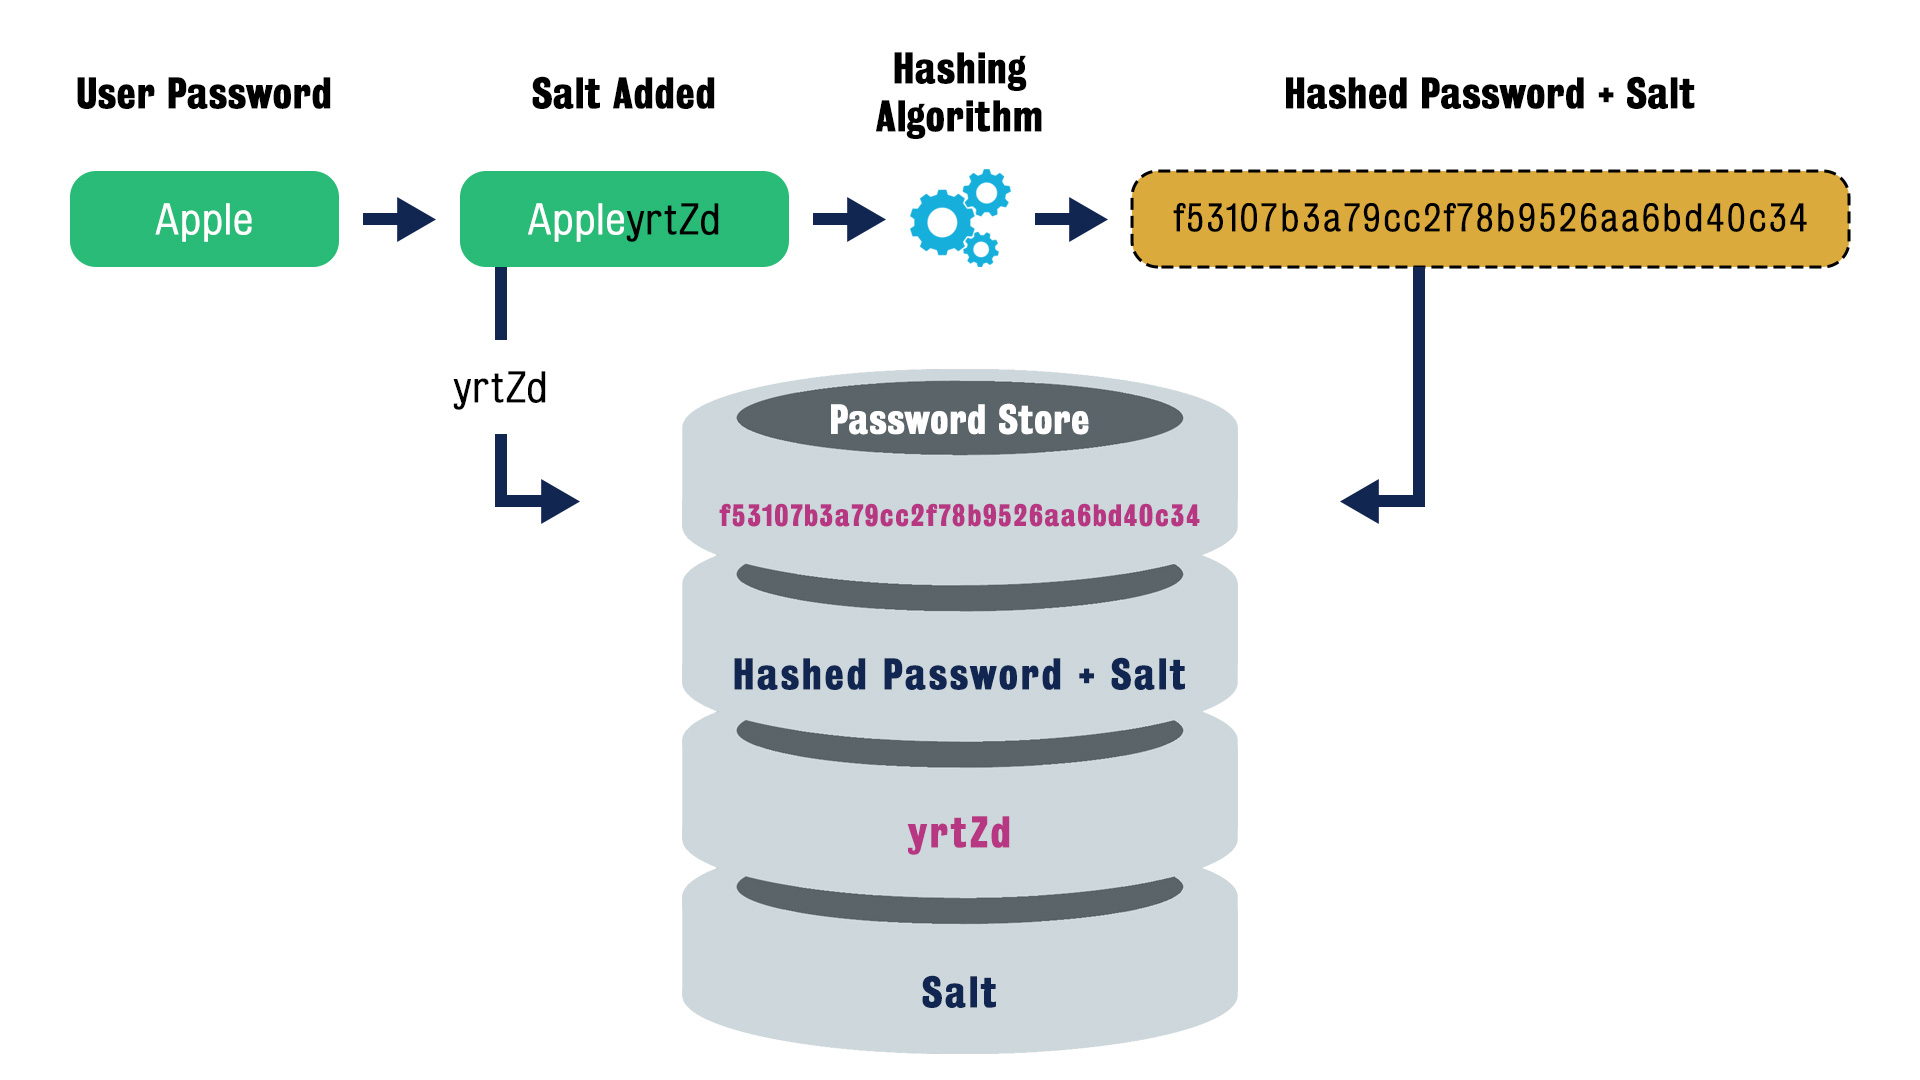 User Password
Salt Added
Hashing
Algorithm
Hashed Password + Salt
Apple
AppleyrtZd
f53107b3a79cc2f78b9526aa6bd40c34
yrtZd
Password Store
f53107b3a79cc2f78b9526aa6bd40c34
Hashed Password + Salt
yrtZd
Salt